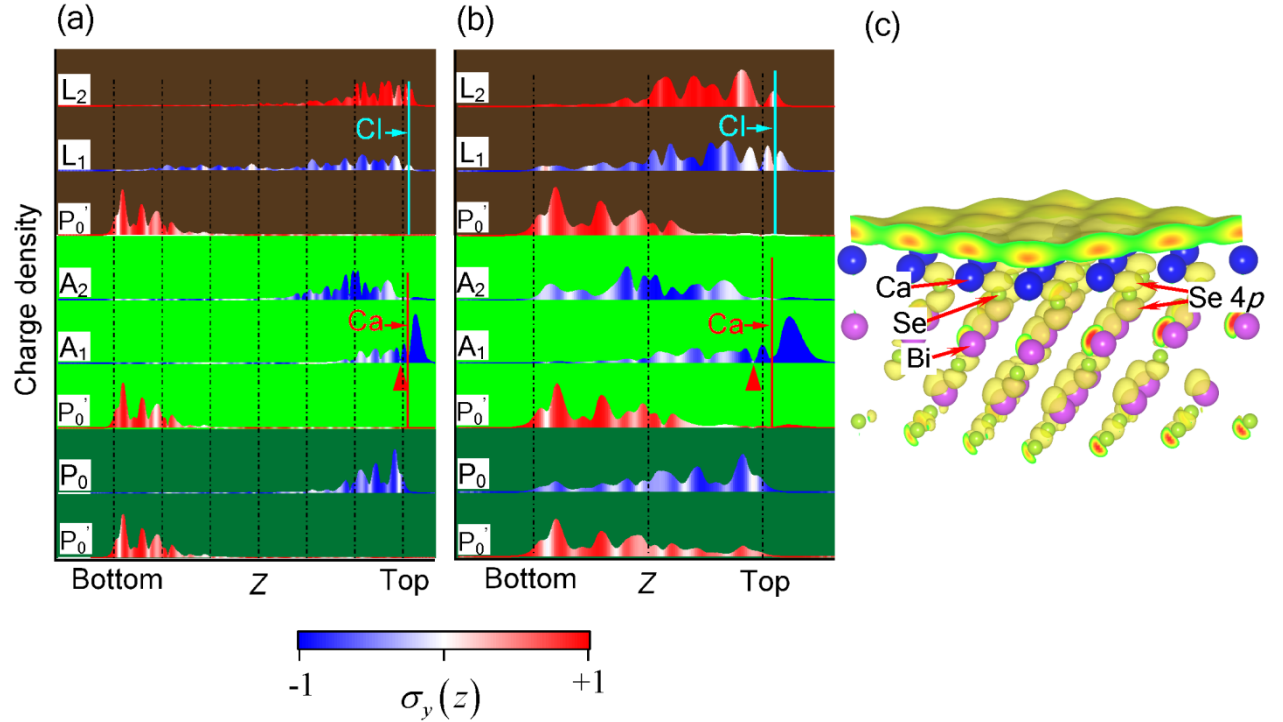 (a)
L₂
Cl
L₁
P₀'
A₂
Ca
A₁
P₀'
P₀
P₀'
Charge density
Bottom
Z
Top
(b)
L₂
Cl
L₁
P₀'
A₂
Ca
A₁
P₀'
P₀
P₀'
Bottom
Z
Top
(c)
Ca
Se
Se 4p
Bi
-1
+1
σ_y(z)